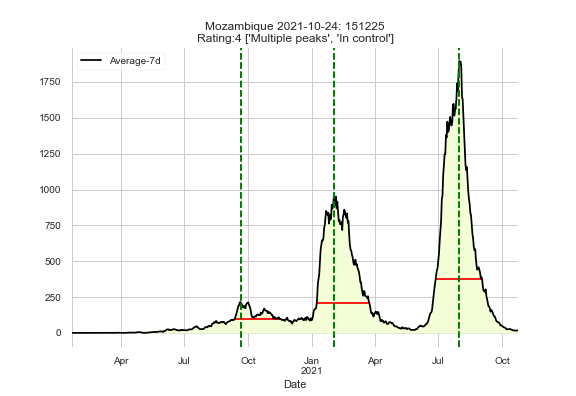 Mozambique 2021-10-24: 151225
Rating:4 ['Multiple peaks', 'In control']
Average-7d
1750
1500
1250
1000
750
500
250
0
Apr Jul Oct Jan Apr Jul Oct
2021
Date